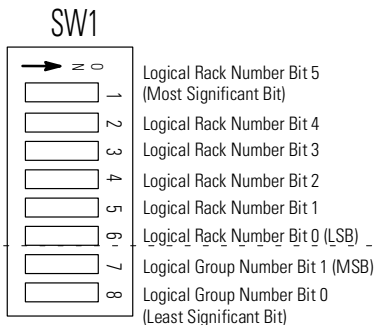 SW1
ON
1 Logical Rack Number Bit 5
(Most Significant Bit)
2 Logical Rack Number Bit 4
3 Logical Rack Number Bit 3
4 Logical Rack Number Bit 2
5 Logical Rack Number Bit 1
6 Logical Rack Number Bit 0 (LSB)
7 Logical Group Number Bit 1 (MSB)
8 Logical Group Number Bit 0
(Least Significant Bit)